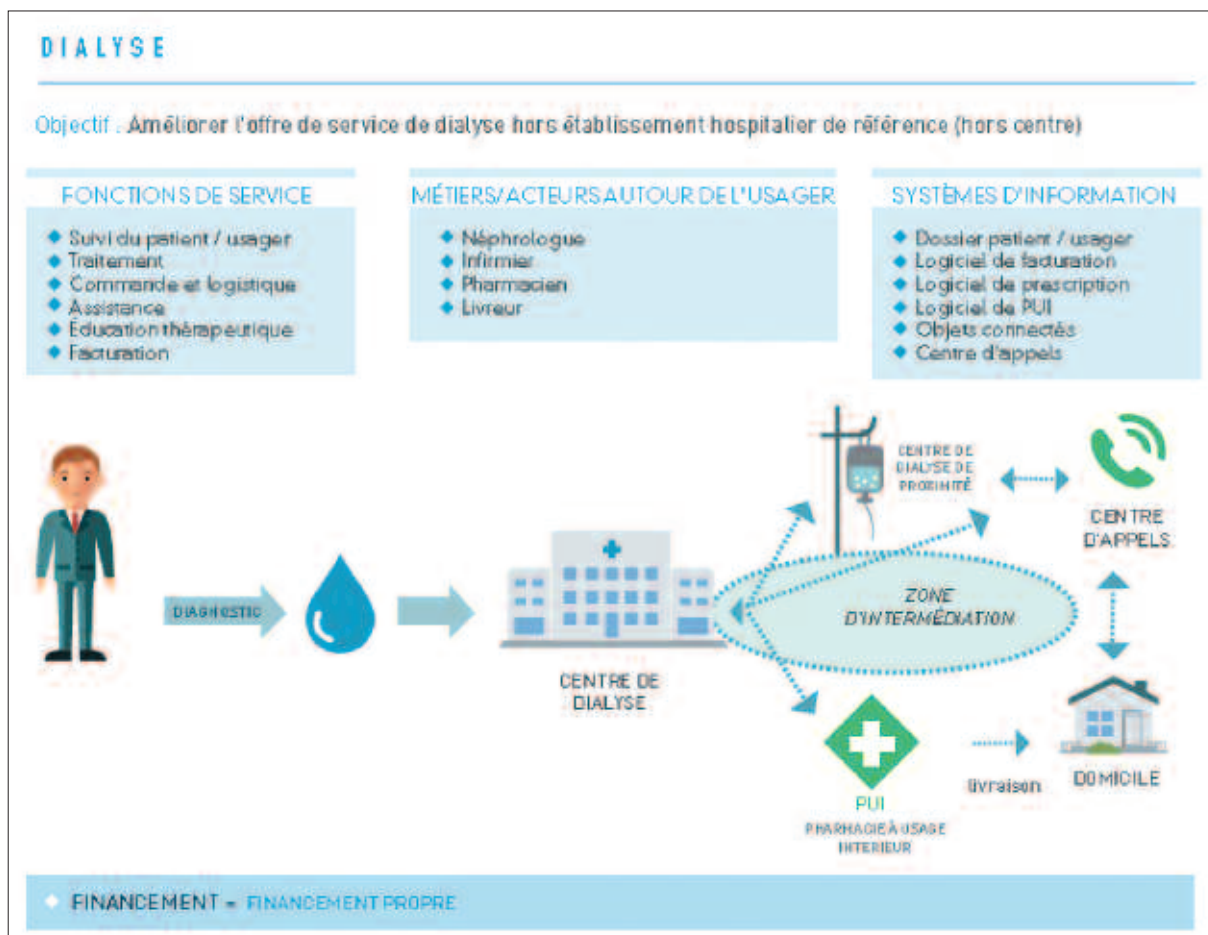 DIALYSE
Objectif : Améliorer l'offre de service de dialyse hors établissement hospitalier de référence (hors centre)
FONCTIONS DE SERVICE
Suivi du patient / usager
Traitement
Commande et logistique
Assistance
Éducation thérapeutique
Facturation
MÉTIERS/ACTEURS AUTOUR DE L'USAGER
Néphrologue
Infirmier
Pharmacien
Livreur
SYSTÈMES D'INFORMATION
Dossier patient / usager
Logiciel de facturation
Logiciel de prescription
Logiciel de PUI
Objets connectés
Centre d'appels
DIAGNOSTIC
CENTRE DE
DIALYSE
CENTRE DE
DIALYSE DE
PROXIMITÉ
CENTRE
D'APPELS
ZONE
D'INTERMÉDIATION
PUI
PHARMACIE À USAGE
INTERIEUR
livraison
DOMICILE
FINANCEMENT = FINANCEMENT PROPRE